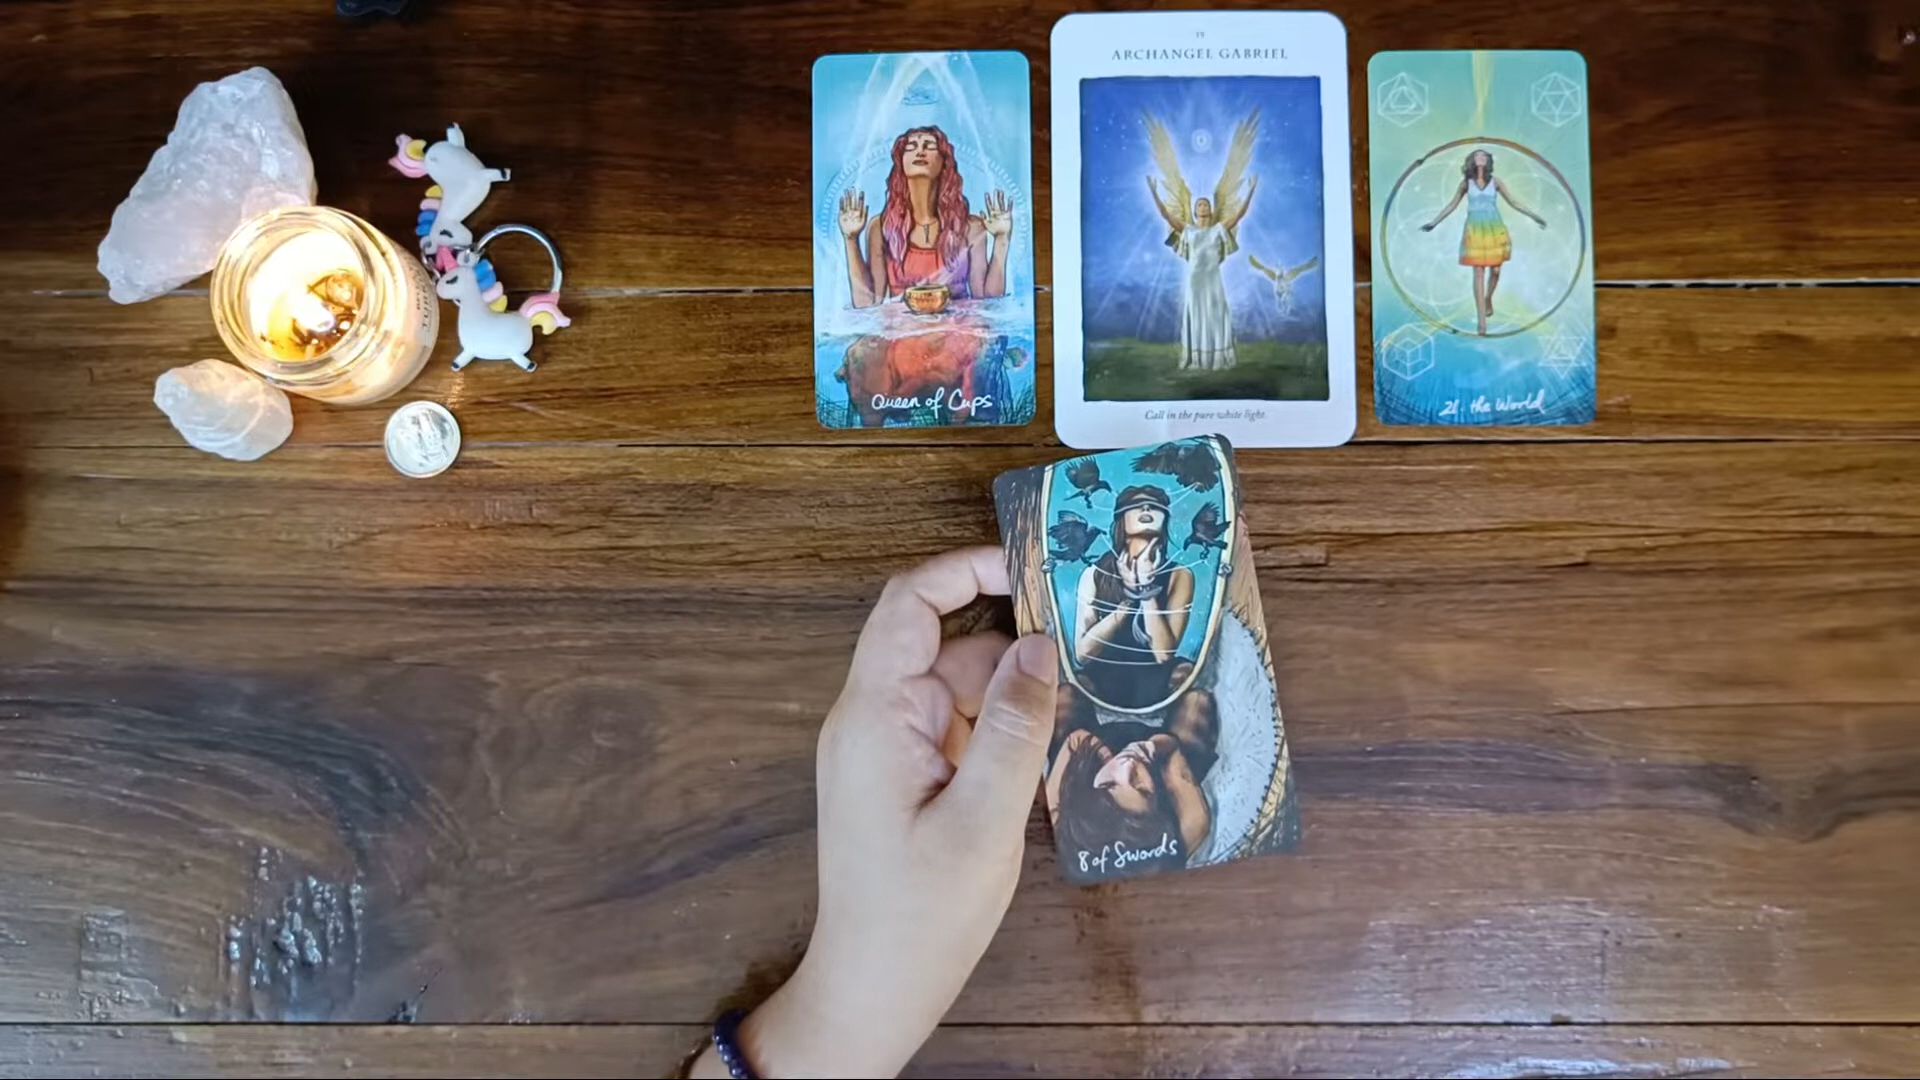 Queen of Cups
ARCHANGEL GABRIEL
Call in the pure white light.
21. the World
8 of Swords